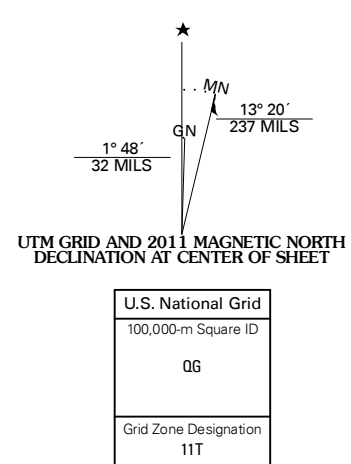 ★
MN
13° 20´
237 MILS
GN
1° 48´
32 MILS
UTM GRID AND 2011 MAGNETIC NORTH
DECLINATION AT CENTER OF SHEET
U.S. National Grid
100,000-m Square ID
QG
Grid Zone Designation
11T